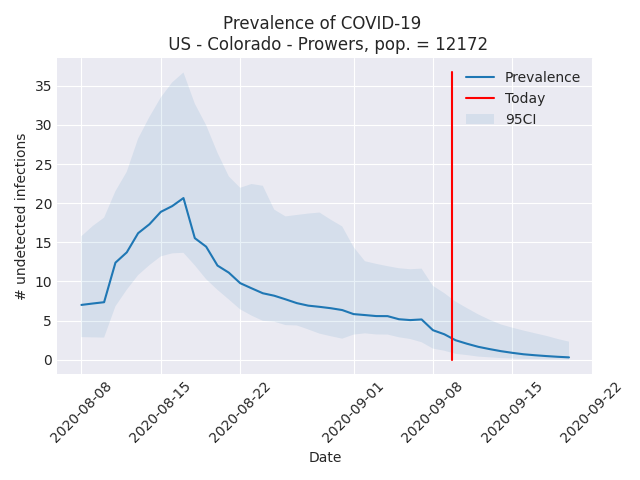 Prevalence of COVID-19
US - Colorado - Prowers, pop. = 12172
Prevalence
Today
95CI
# undetected infections
35
30
25
20
15
10
5
0
2020-08-08
2020-08-15
2020-08-22
2020-09-01
2020-09-08
2020-09-15
2020-09-22
Date